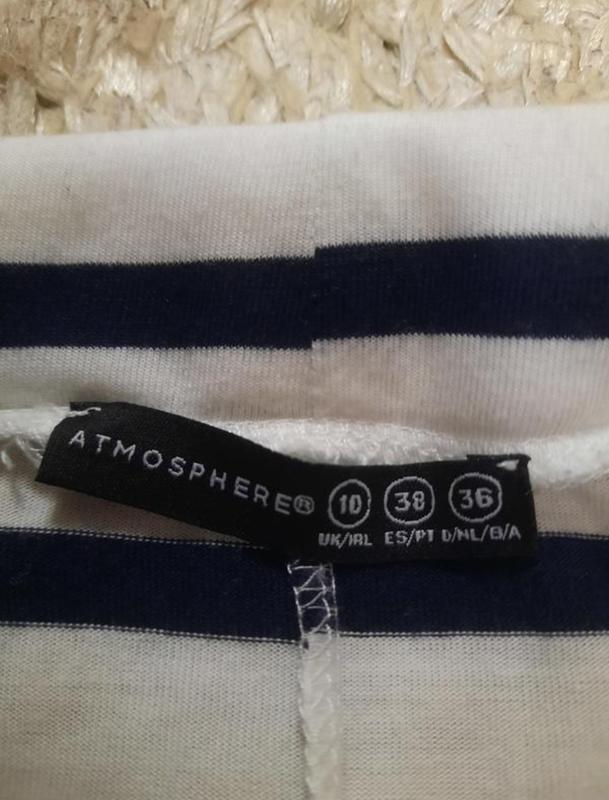 ATMOSPHERE® 10 38 36
UK/IRL ES/PT D/NL/B/A